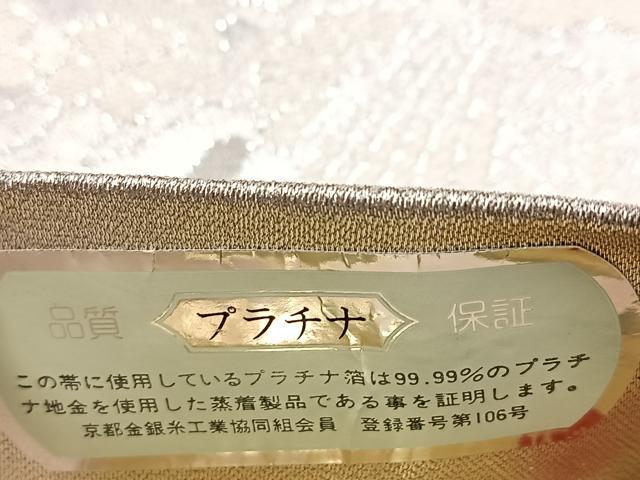 品質 プラチナ 保証
この帯に使用しているプラチナ箔は99.99%のプラチ
ナ地金を使用した蒸着製品である事を証明します。
京都金銀糸工業協同組合会員 登録番号第106号